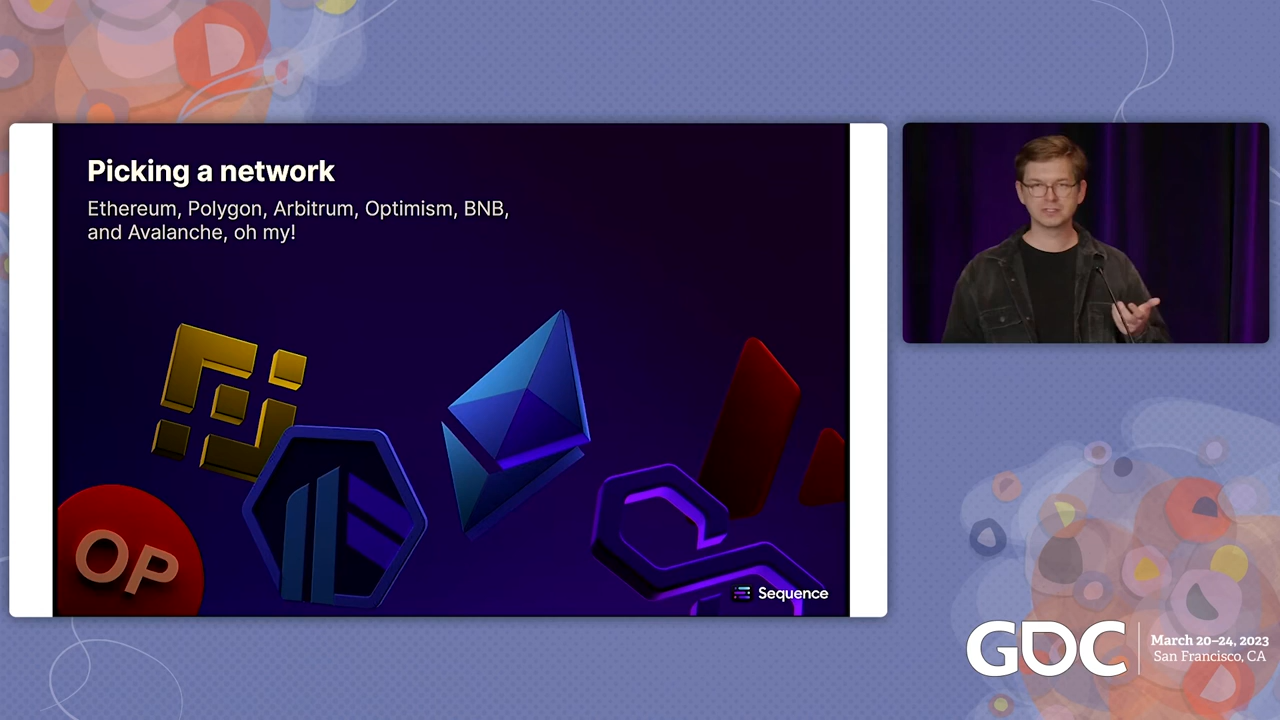 Picking a network
Ethereum, Polygon, Arbitrum, Optimism, BNB,
and Avalanche, oh my!
OP
Sequence
GDC
March 20–24, 2023
San Francisco, CA